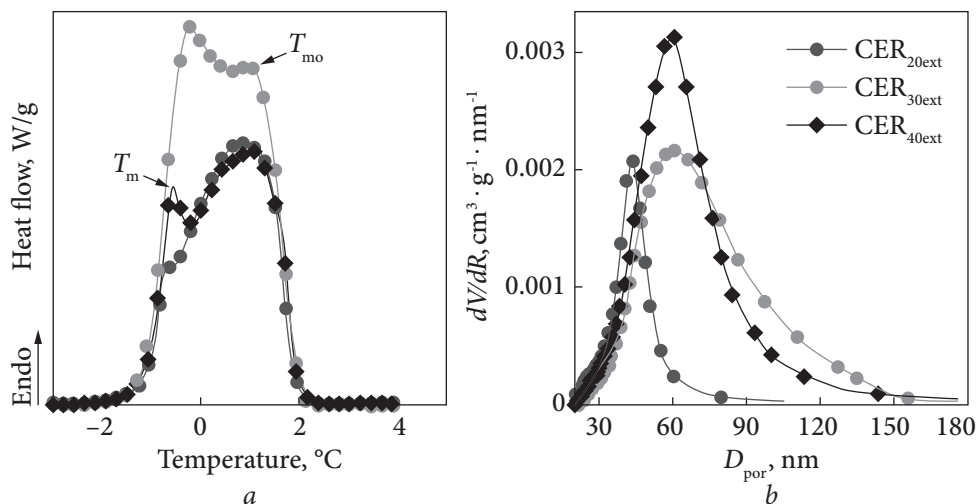 Heat flow, W/g
Endo
T_mo
T_m
−2 0 2 4
Temperature, °C
a
dV/dR, cm³ · g⁻¹ · nm⁻¹
0.003
0.002
0.001
0
CER_20ext
CER_30ext
CER_40ext
30 60 90 120 150 180
D_por, nm
b